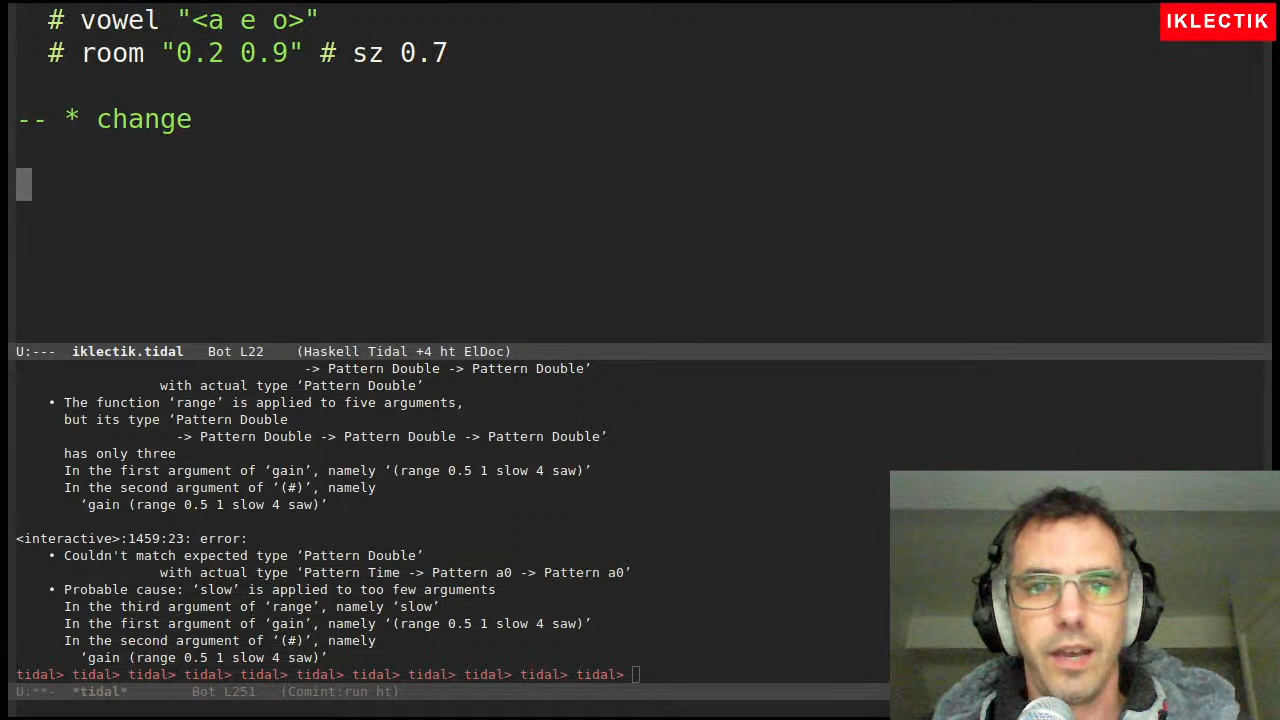 # vowel "<a e o>"
IKLECTIK
# room "0.2 0.9" # sz 0.7
-- * change
U:--- iklectik.tidal Bot L22 (Haskell Tidal +4 ht ElDoc)
-> Pattern Double -> Pattern Double’
with actual type ‘Pattern Double’
• The function ‘range’ is applied to five arguments,
but its type ‘Pattern Double
-> Pattern Double -> Pattern Double -> Pattern Double’
has only three
In the first argument of ‘gain’, namely ‘(range 0.5 1 slow 4 saw)’
In the second argument of ‘(#)’, namely
‘gain (range 0.5 1 slow 4 saw)’
<interactive>:1459:23: error:
• Couldn't match expected type ‘Pattern Double’
with actual type ‘Pattern Time -> Pattern a0 -> Pattern a0’
• Probable cause: ‘slow’ is applied to too few arguments
In the third argument of ‘range’, namely ‘slow’
In the first argument of ‘gain’, namely ‘(range 0.5 1 slow 4 saw)’
In the second argument of ‘(#)’, namely
‘gain (range 0.5 1 slow 4 saw)’
tidal> tidal> tidal> tidal> tidal> tidal> tidal> tidal> tidal> tidal> tidal>
U:**- *tidal* Bot L251 (Comint:run ht)